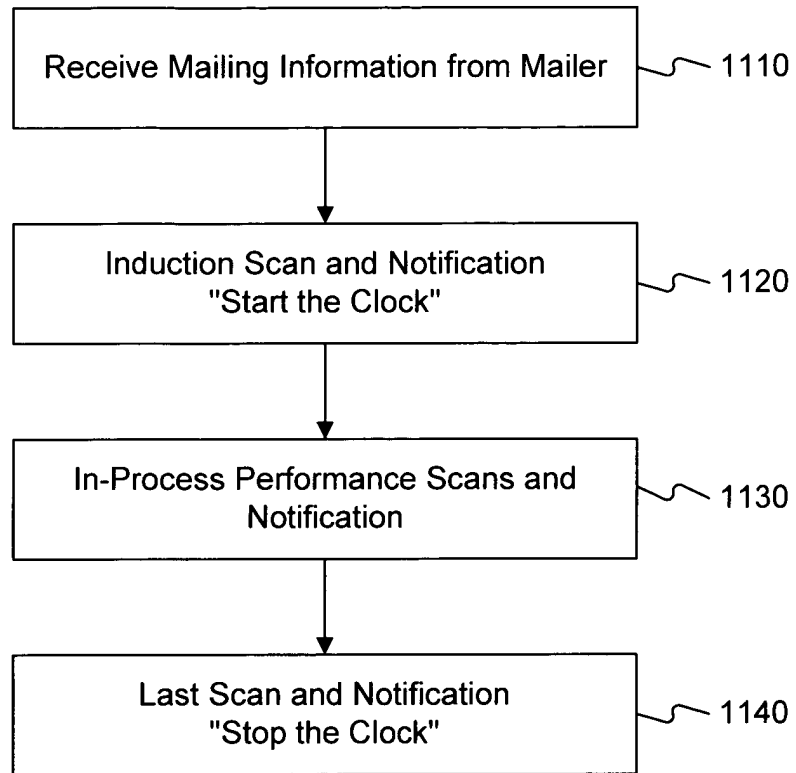 Receive Mailing Information from Mailer
1110
Induction Scan and Notification
"Start the Clock"
1120
In-Process Performance Scans and
Notification
1130
Last Scan and Notification
"Stop the Clock"
1140